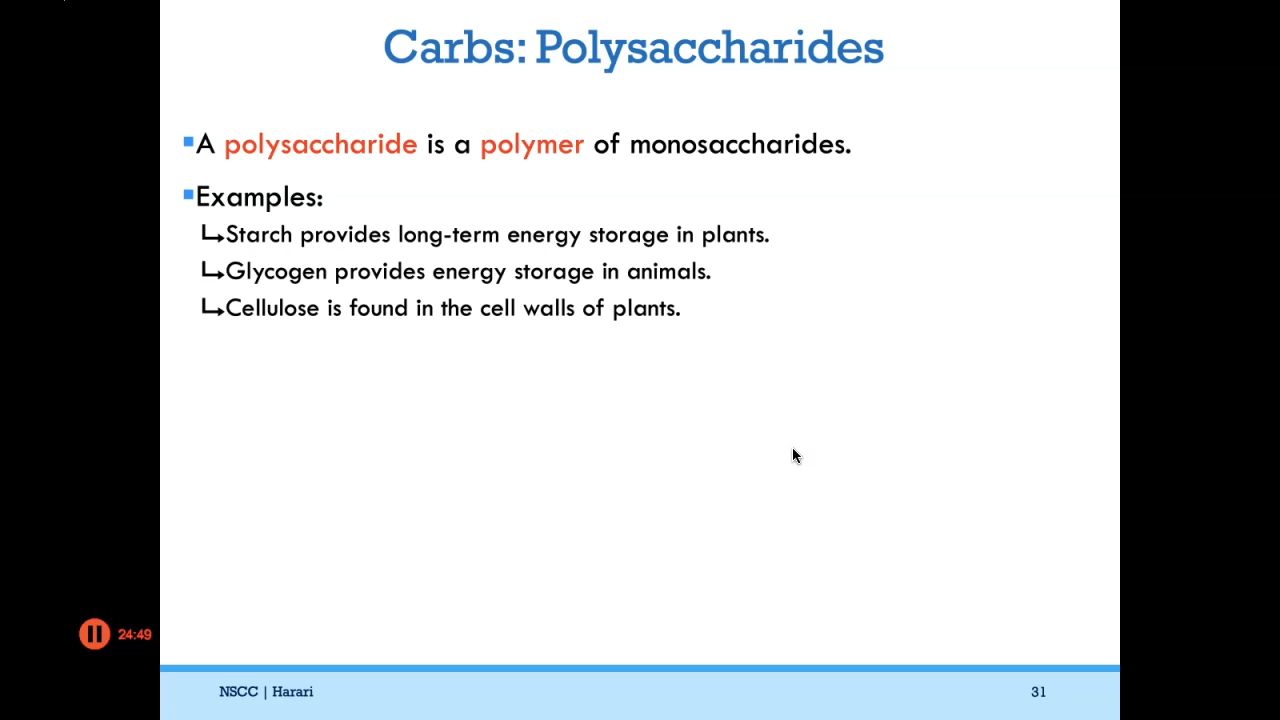 Carbs: Polysaccharides
A polysaccharide is a polymer of monosaccharides.
Examples:
Starch provides long-term energy storage in plants.
Glycogen provides energy storage in animals.
Cellulose is found in the cell walls of plants.
24:49
NSCC | Harari
31